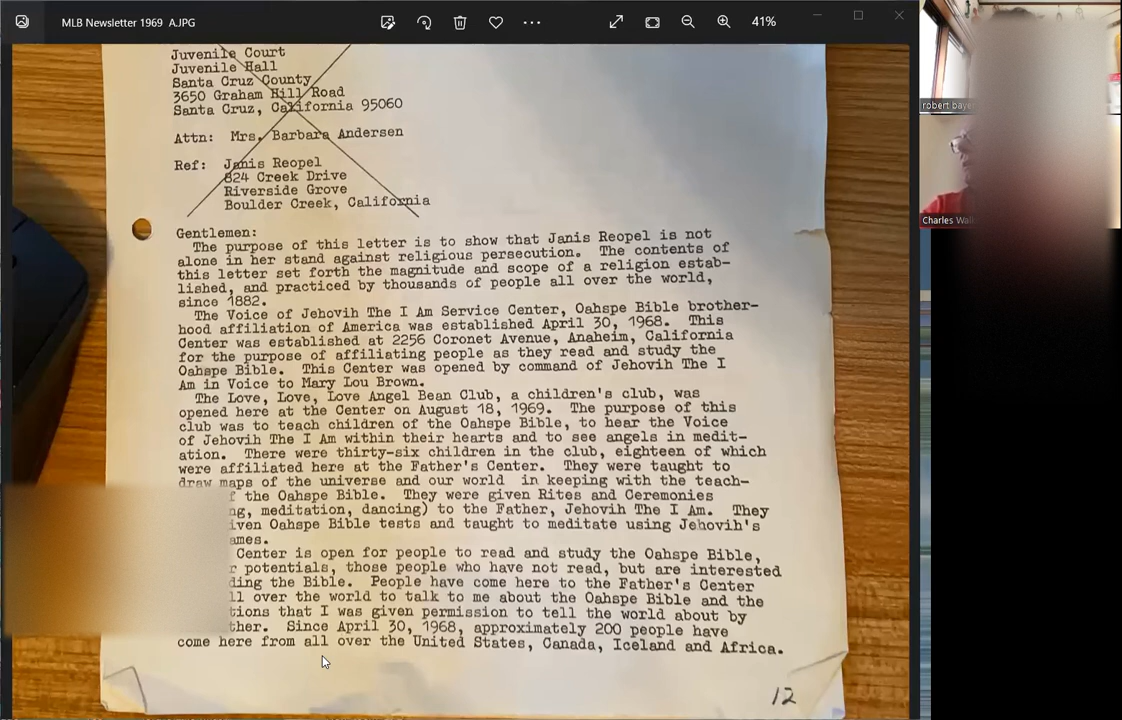 MLB Newsletter 1969 A.JPG
41%
Juvenile Court
Juvenile Hall
Santa Cruz County
3650 Graham Hill Road
Santa Cruz, California 95060
Attn: Mrs. Barbara Andersen
Ref: Janis Reopel
824 Creek Drive
Riverside Grove
Boulder Creek, California
Gentlemen:
The purpose of this letter is to show that Janis Reopel is not
alone in her stand against religious persecution. The contents of
this letter set forth the magnitude and scope of a religion estab-
lished, and practiced by thousands of people all over the world,
since 1882.
The Voice of Jehovih The I Am Service Center, Oahspe Bible brother-
hood affiliation of America was established April 30, 1968. This
Center was established at 2256 Coronet Avenue, Anaheim, California
for the purpose of affiliating people as they read and study the
Oahspe Bible. This Center was opened by command of Jehovih The I
Am in Voice to Mary Lou Brown.
The Love, Love, Love Angel Bean Club, a children's club, was
opened here at the Center on August 18, 1969. The purpose of this
club was to teach children of the Oahspe Bible, to hear the Voice
of Jehovih The I Am within their hearts and to see angels in medit-
ation. There were thirty-six children in the club, eighteen of which
were affiliated here at the Father's Center. They were taught to
draw maps of the universe and our world in keeping with the teach-
the Oahspe Bible. They were given Rites and Ceremonies
meditation, dancing) to the Father, Jehovih The I Am. They
Oahspe Bible tests and taught to meditate using Jehovih's
Center is open for people to read and study the Oahspe Bible,
potentials, those people who have not read, but are interested
the Bible. People have come here to the Father's Center
over the world to talk to me about the Oahspe Bible and the
that I was given permission to tell the world about by
Since April 30, 1968, approximately 200 people have
come here from all over the United States, Canada, Iceland and Africa.
12
robert
Charles